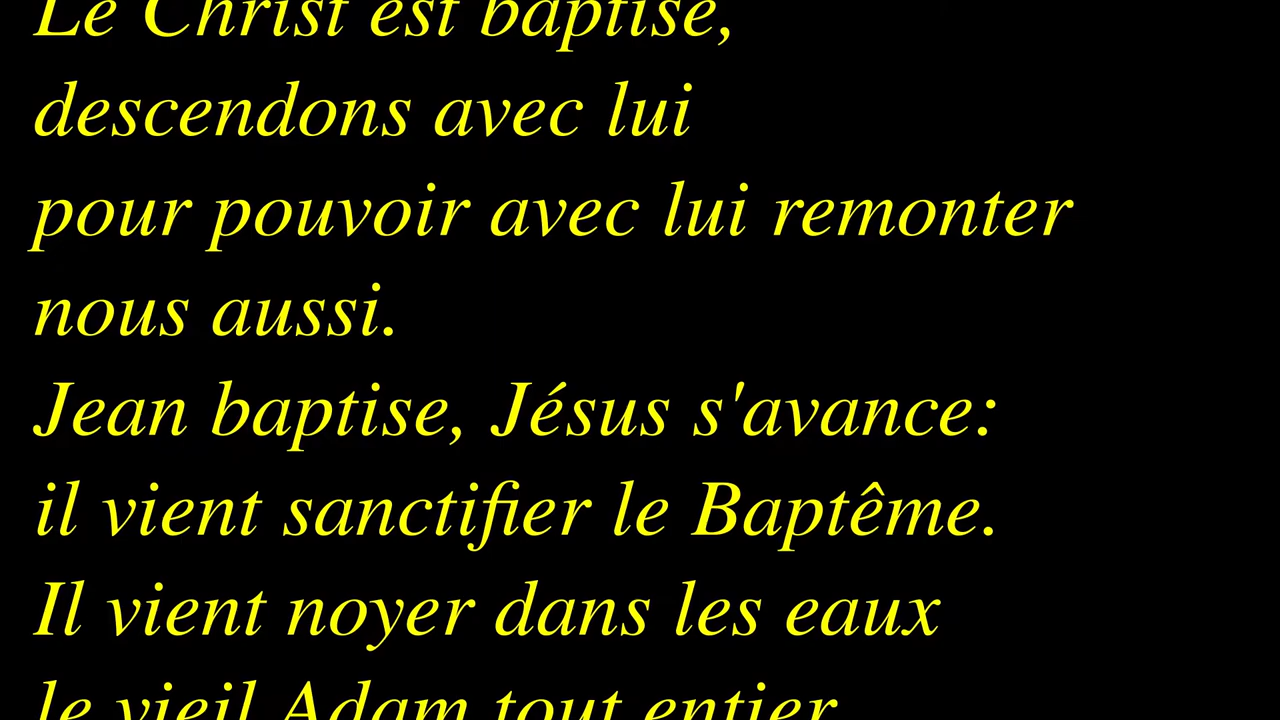 Le Christ est baptisé,
descendons avec lui
pour pouvoir avec lui remonter
nous aussi.
Jean baptise, Jésus s'avance:
il vient sanctifier le Baptême.
Il vient noyer dans les eaux
le vieil Adam tout entier